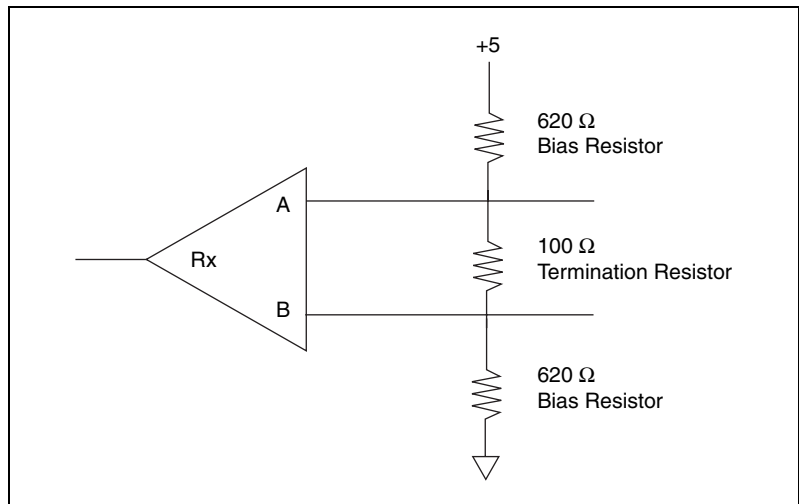 +5
620 Ω
Bias Resistor
A
100 Ω
Rx
Termination Resistor
B
620 Ω
Bias Resistor